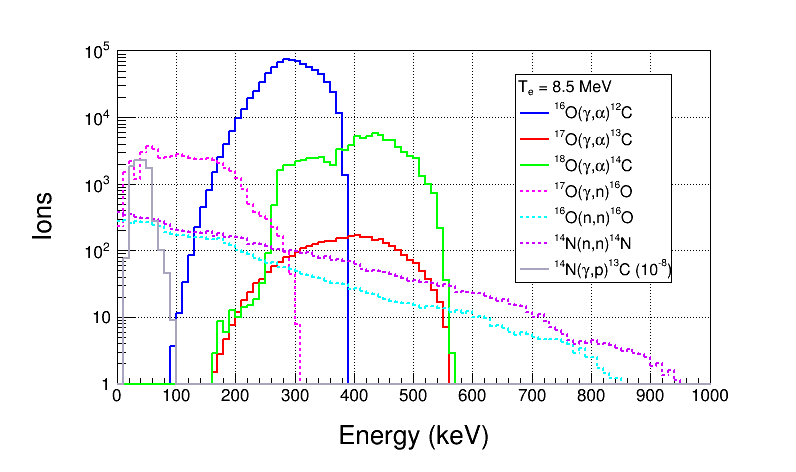 10⁵
10⁴
10³
10²
10
1
Ions
0 100 200 300 400 500 600 700 800 900 1000
Energy (keV)
Tₑ = 8.5 MeV
¹⁶O(γ,α)¹²C
¹⁷O(γ,α)¹³C
¹⁸O(γ,α)¹⁴C
¹⁷O(γ,n)¹⁶O
¹⁶O(n,n)¹⁶O
¹⁴N(n,n)¹⁴N
¹⁴N(γ,p)¹³C (10⁻⁸)